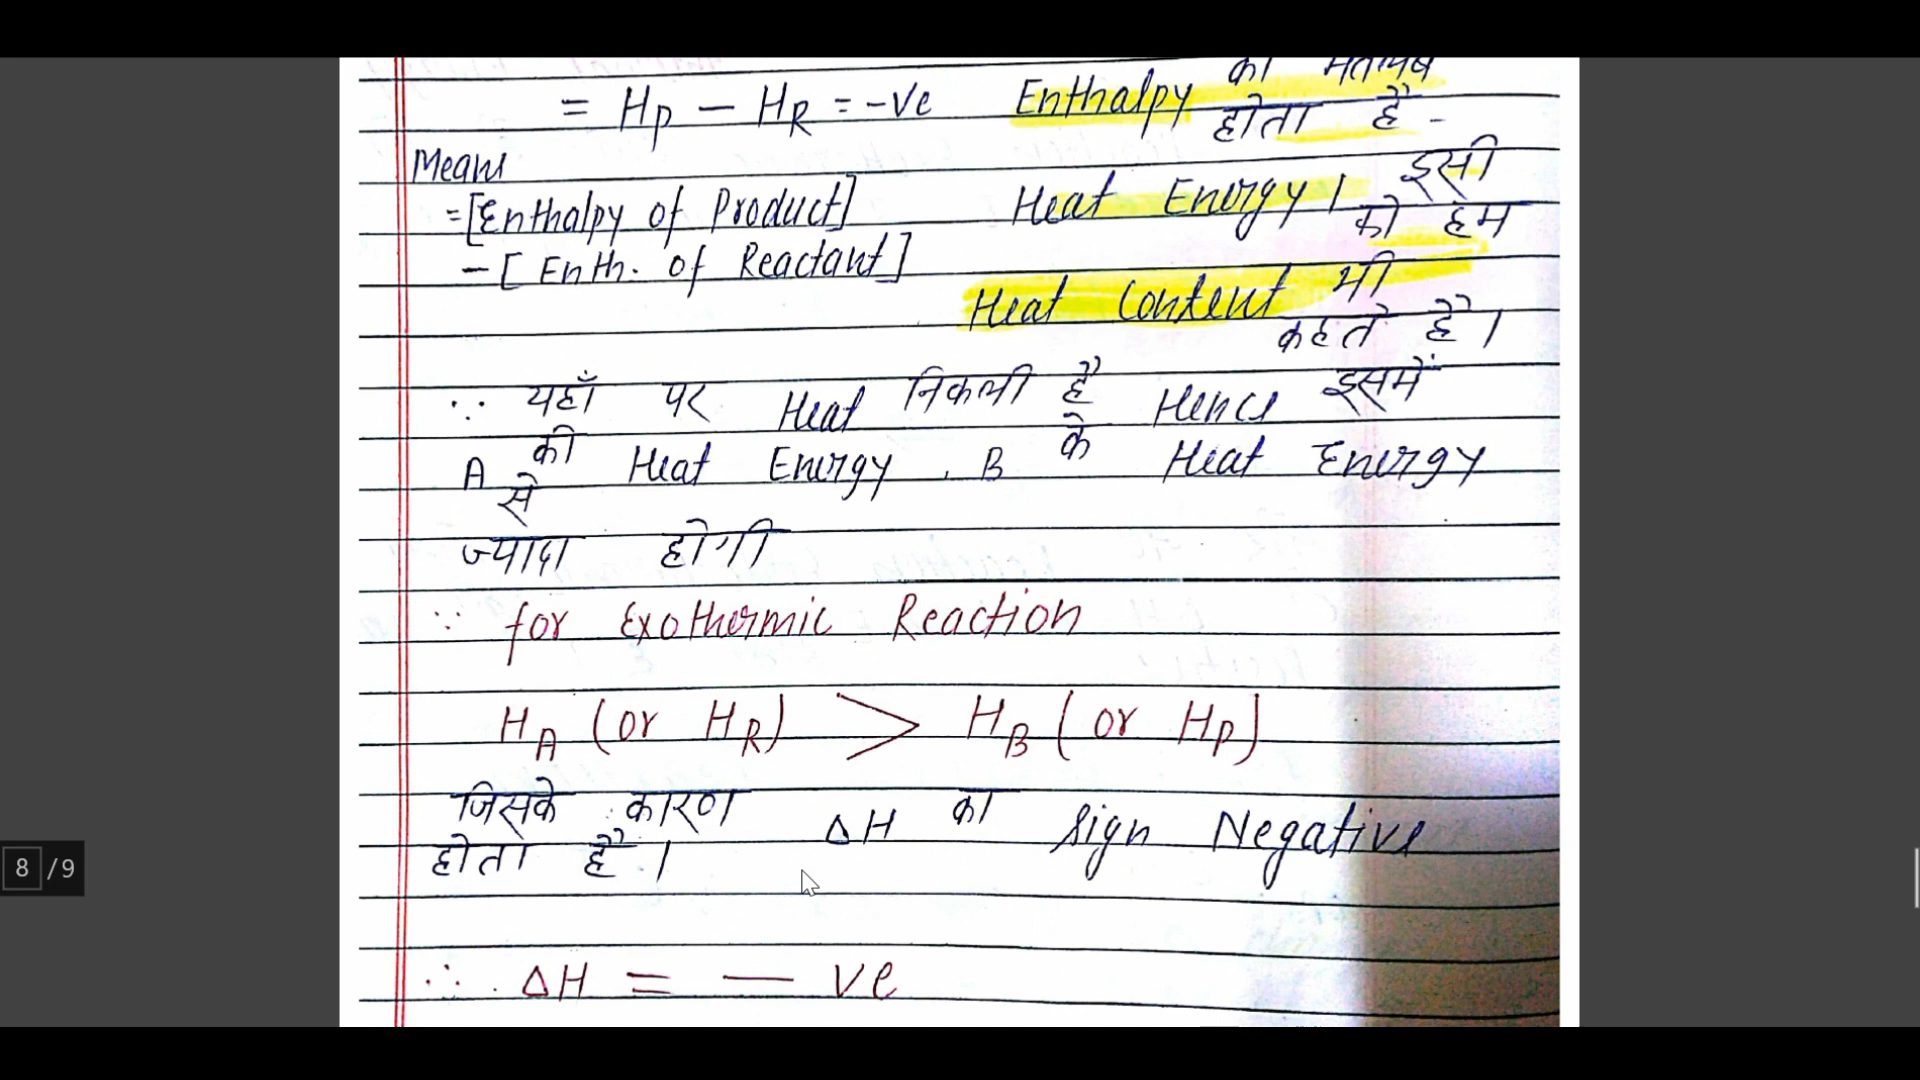 = HP – HR = -ve Enthalpy का मतलब होता है -
Means
= [Enthalpy of Product] Heat Energy। इसी को हम
– [Enth. of Reactant]
Heat Content भी कहते है।
∵ यहाँ पर Heat निकली है Hence इसमें
A की Heat Energy, B के Heat Energy से
ज्यादा होगी
∵ for Exothermic Reaction
HA (or HR) > HB (or HP)
जिसके कारण ΔH का Sign Negative
होता है।
∴ ΔH = – ve
8 /9